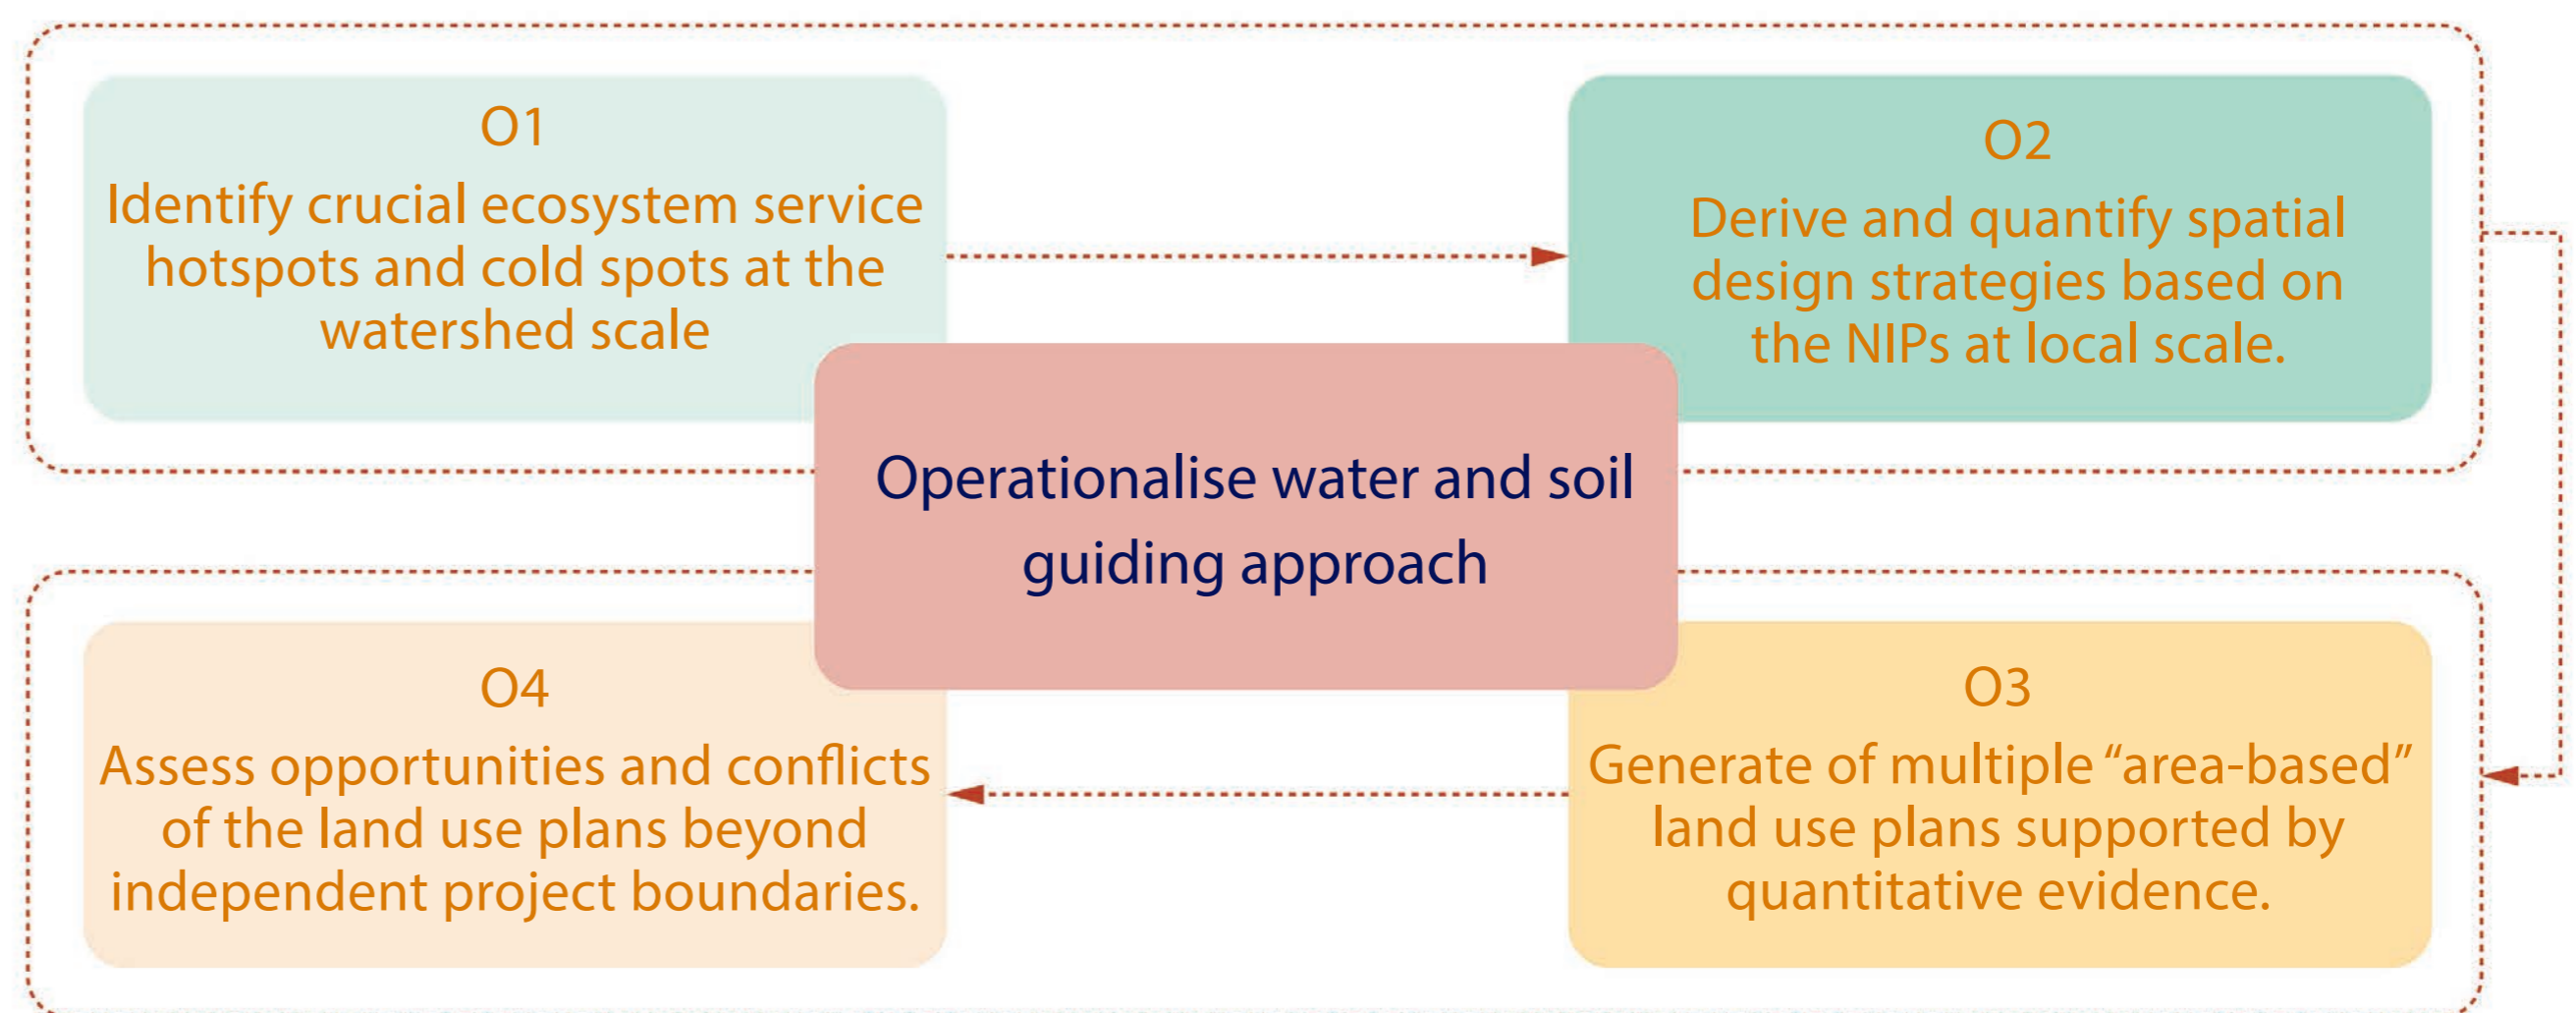 O1
Identify crucial ecosystem service
hotspots and cold spots at the
watershed scale
O2
Derive and quantify spatial
design strategies based on
the NIPs at local scale.
Operationalise water and soil
guiding approach
O4
Assess opportunities and conflicts
of the land use plans beyond
independent project boundaries.
O3
Generate of multiple “area-based”
land use plans supported by
quantitative evidence.